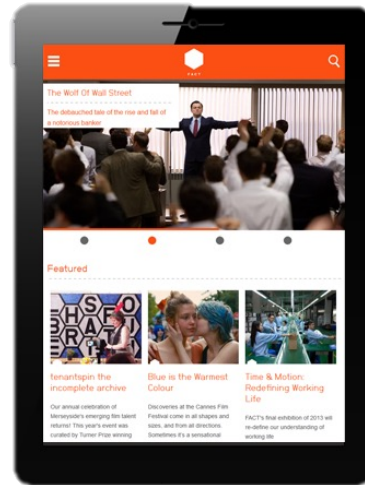 FACT
The Wolf Of Wall Street
The debauched tale of the rise and fall of
a notorious banker
Featured
tenantspin the
incomplete archive
Our annual celebration of
Merseyside's emerging film talent
returns! This year's event was
curated by Turner Prize winning
Blue is the Warmest
Colour
Discoveries at the Cannes Film
Festival come in all shapes and
sizes, and from all directions.
Sometimes it's a sensational
Time & Motion:
Redefining Working
Life
FACT's final exhibition of 2013 will
re-define our understanding of
working life